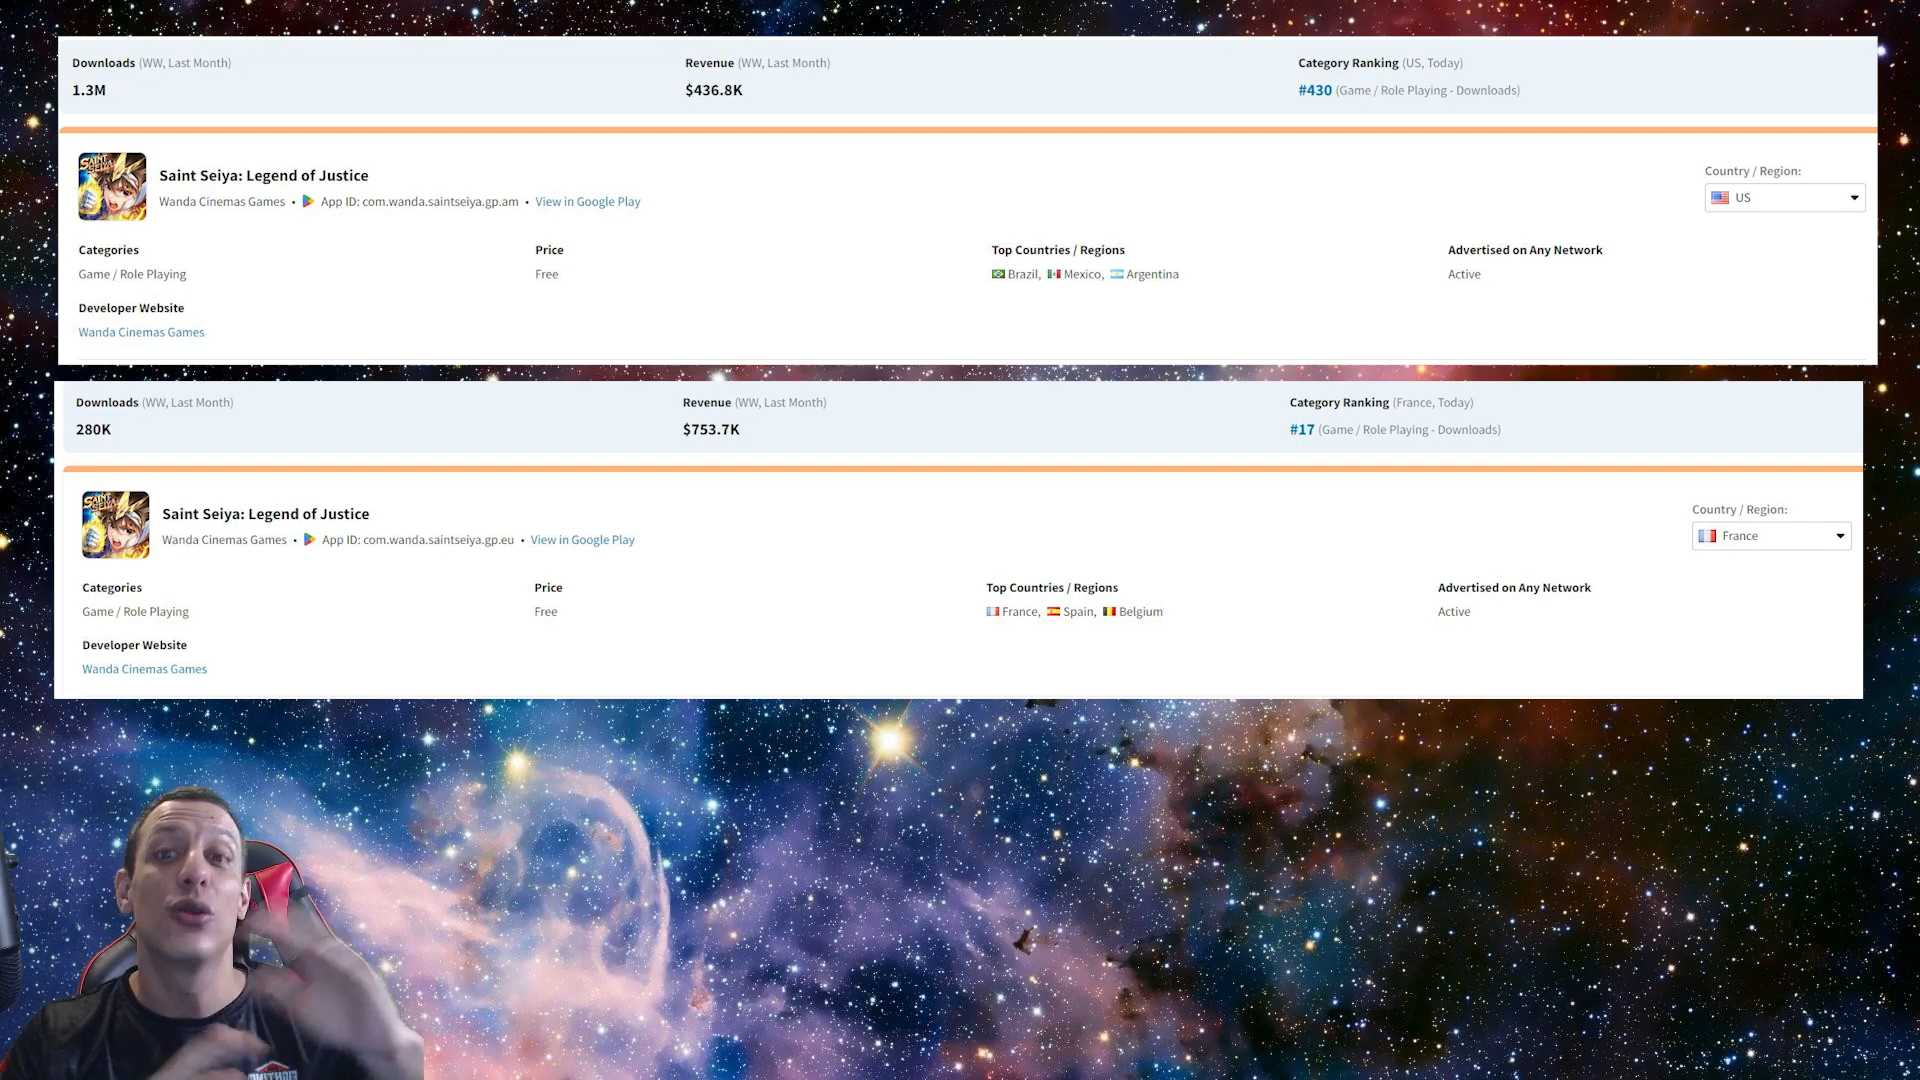 Downloads (WW, Last Month)
Revenue (WW, Last Month)
Category Ranking (US, Today)
1.3M
$436.8K
#430 (Game / Role Playing - Downloads)
SAINT SEIYA
Saint Seiya: Legend of Justice
Wanda Cinemas Games • App ID: com.wanda.saintseiya.gp.am • View in Google Play
Country / Region:
US
Categories
Price
Top Countries / Regions
Advertised on Any Network
Game / Role Playing
Free
Brazil, Mexico, Argentina
Active
Developer Website
Wanda Cinemas Games
Downloads (WW, Last Month)
Revenue (WW, Last Month)
Category Ranking (France, Today)
280K
$753.7K
#17 (Game / Role Playing - Downloads)
SAINT SEIYA
Saint Seiya: Legend of Justice
Wanda Cinemas Games • App ID: com.wanda.saintseiya.gp.eu • View in Google Play
Country / Region:
France
Categories
Price
Top Countries / Regions
Advertised on Any Network
Game / Role Playing
Free
France, Spain, Belgium
Active
Developer Website
Wanda Cinemas Games